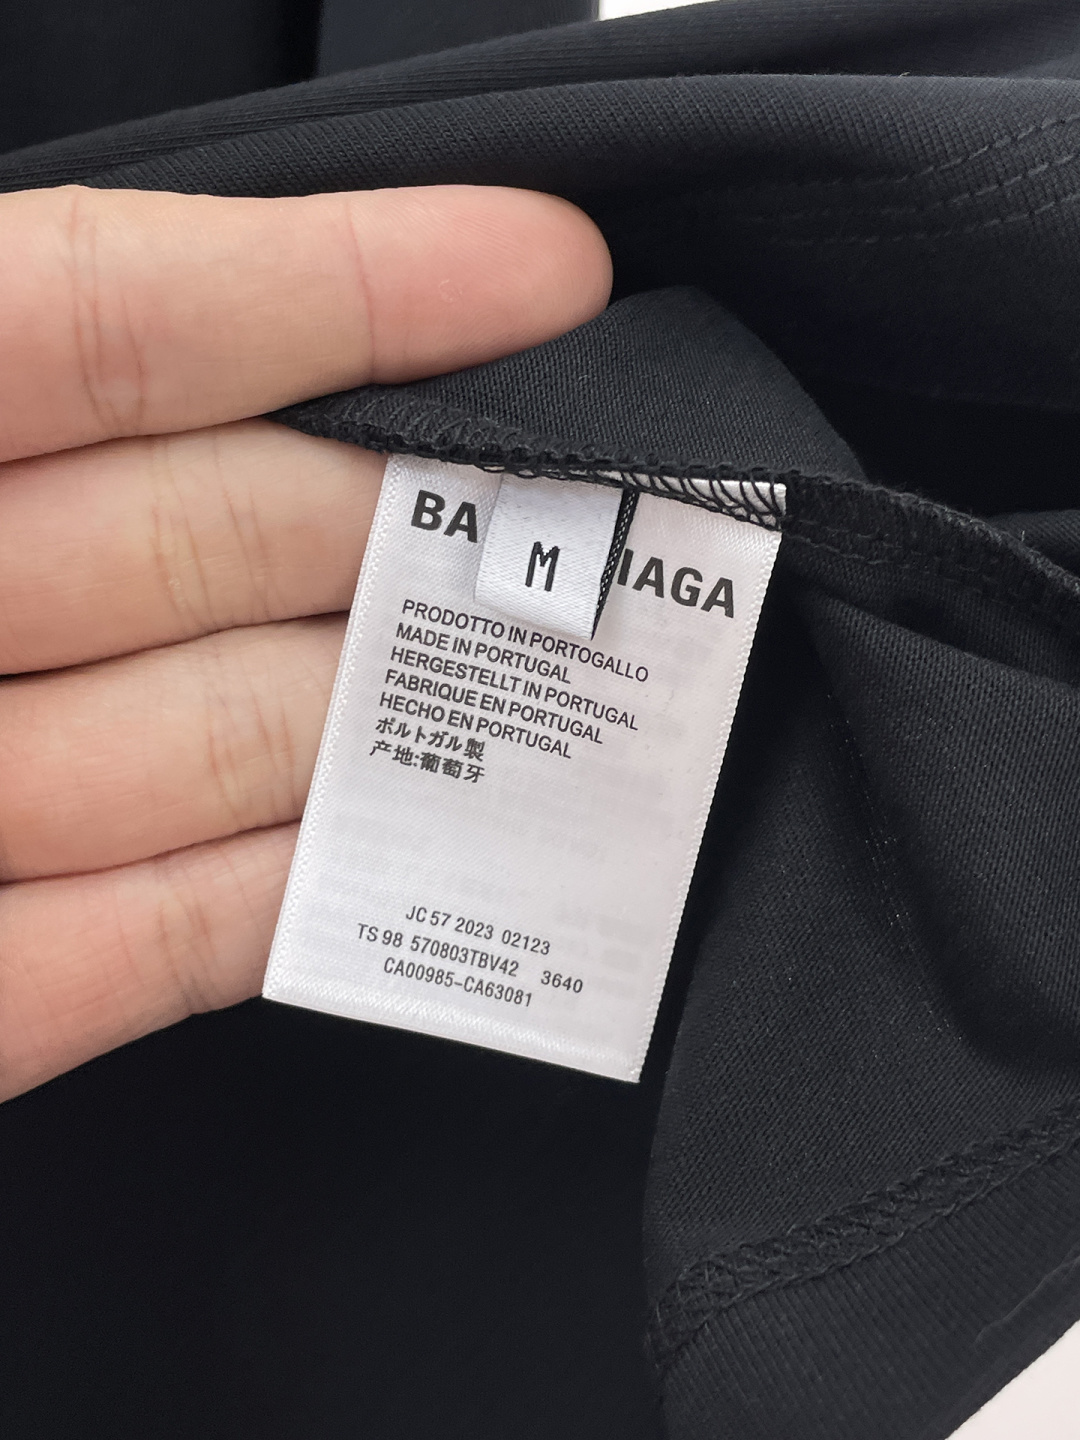 BA IAGA
M
PRODOTTO IN PORTOGALLO
MADE IN PORTUGAL
HERGESTELLT IN PORTUGAL
FABRIQUE EN PORTUGAL
HECHO EN PORTUGAL
ポルトガル製
产地:葡萄牙
JC 57 2023 02123
TS 98 570803TBV42 3640
CA00985-CA63081